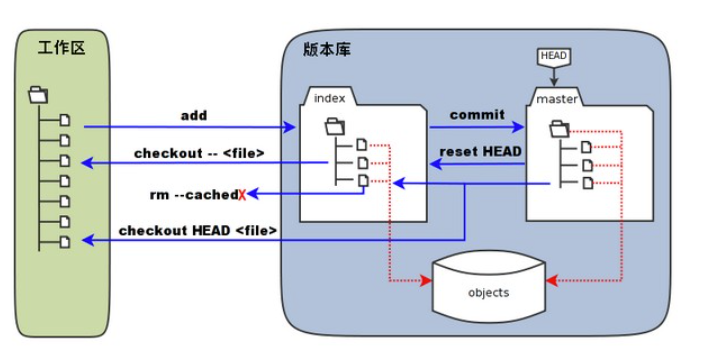 工作区
版本库
HEAD
index
master
add
commit
checkout -- <file>
reset HEAD
rm --cachedX
checkout HEAD <file>
objects